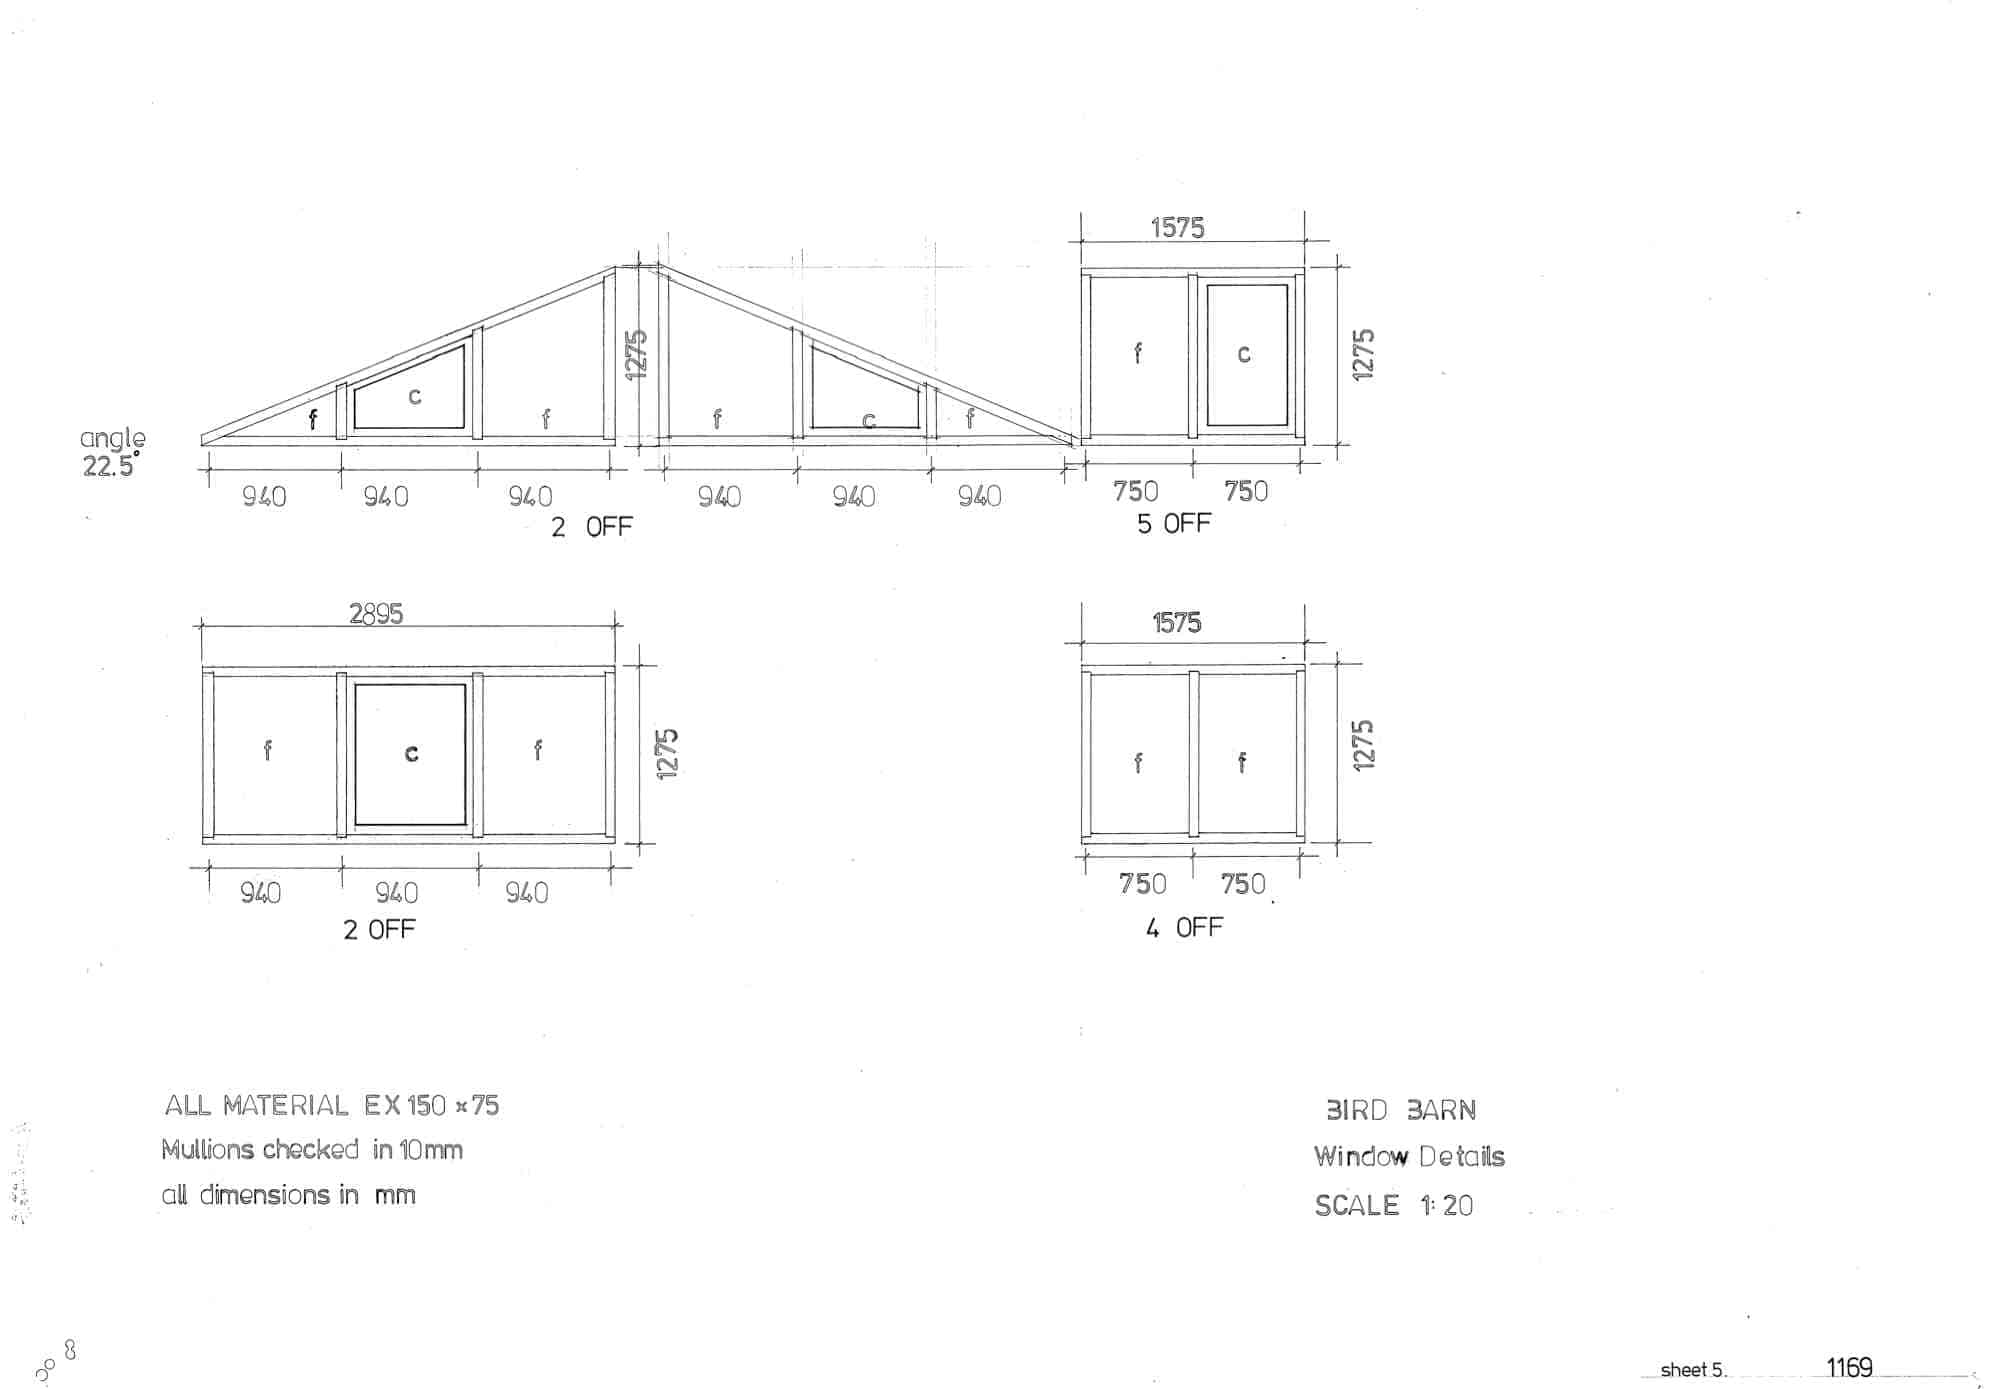 1575
1275
f
c
f
f
c
f
f
c
1275
angle
22.5°
940
940
940
940
940
940
750
750
2 OFF
5 OFF
2895
1575
f
c
f
1275
f
f
1275
940
940
940
750
750
2 OFF
4 OFF
ALL MATERIAL EX 150 x 75
Mullions checked in 10mm
all dimensions in mm
BIRD BARN
Window Details
SCALE 1:20
8
sheet 5.
1169